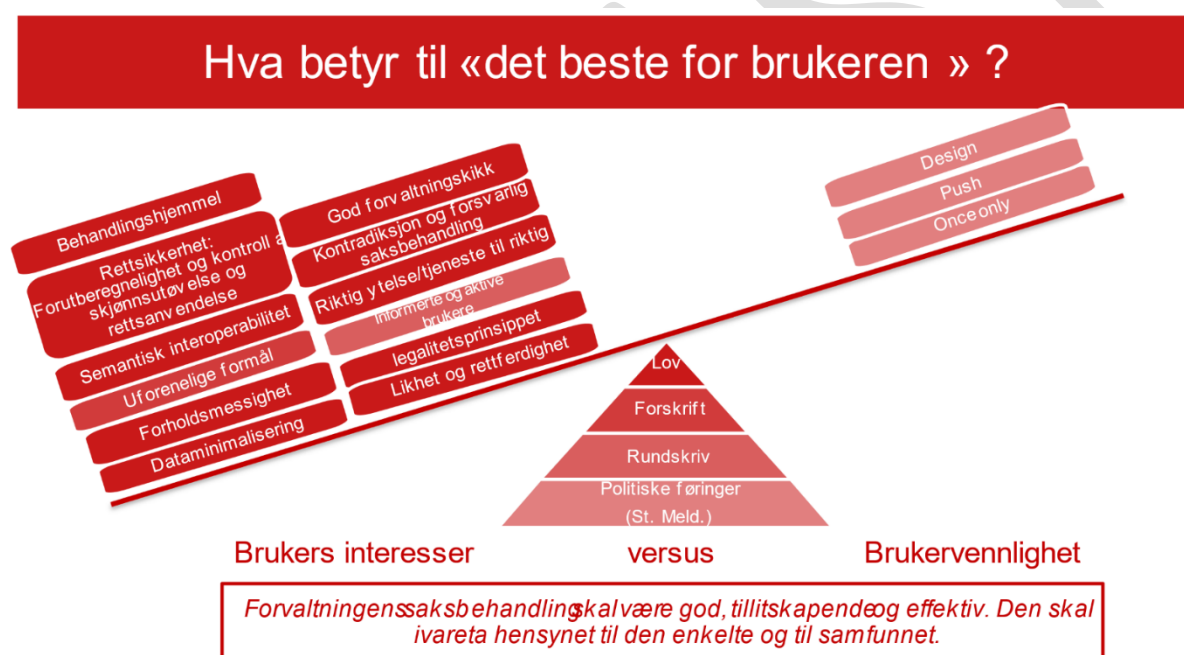 Hva betyr til «det beste for brukeren » ?
Behandlingshjemmel
Rettsikkerhet:
Forutberegnelighet og kontroll a
skjønnsutøvelse og
rettsanvendelse
Semantisk interoperabilitet
Uforenelige formål
Forholdsmessighet
Dataminimalisering
God forvaltningskikk
Kontradiksjon og forsvarlig
saksbehandling
Riktig ytelse/tjeneste til riktig
Informerte og aktive
brukere
legalitetsprinsippet
Likhet og rettferdighet
Design
Push
Once only
Lov
Forskrift
Rundskriv
Politiske føringer
(St. Meld.)
Brukers interesser
versus
Brukervennlighet
Forvaltningens saksbehandling skal være god, tillitskapende og effektiv. Den skal
ivareta hensynet til den enkelte og til samfunnet.